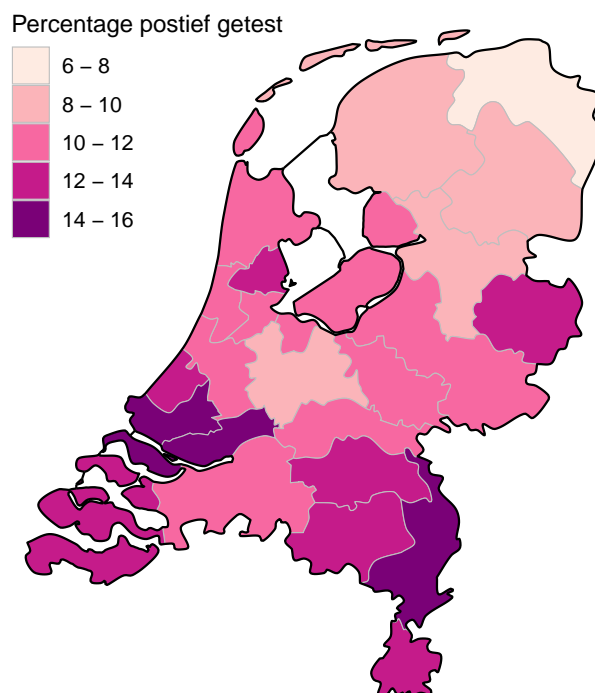 Percentage postief getest
6 – 8
8 – 10
10 – 12
12 – 14
14 – 16